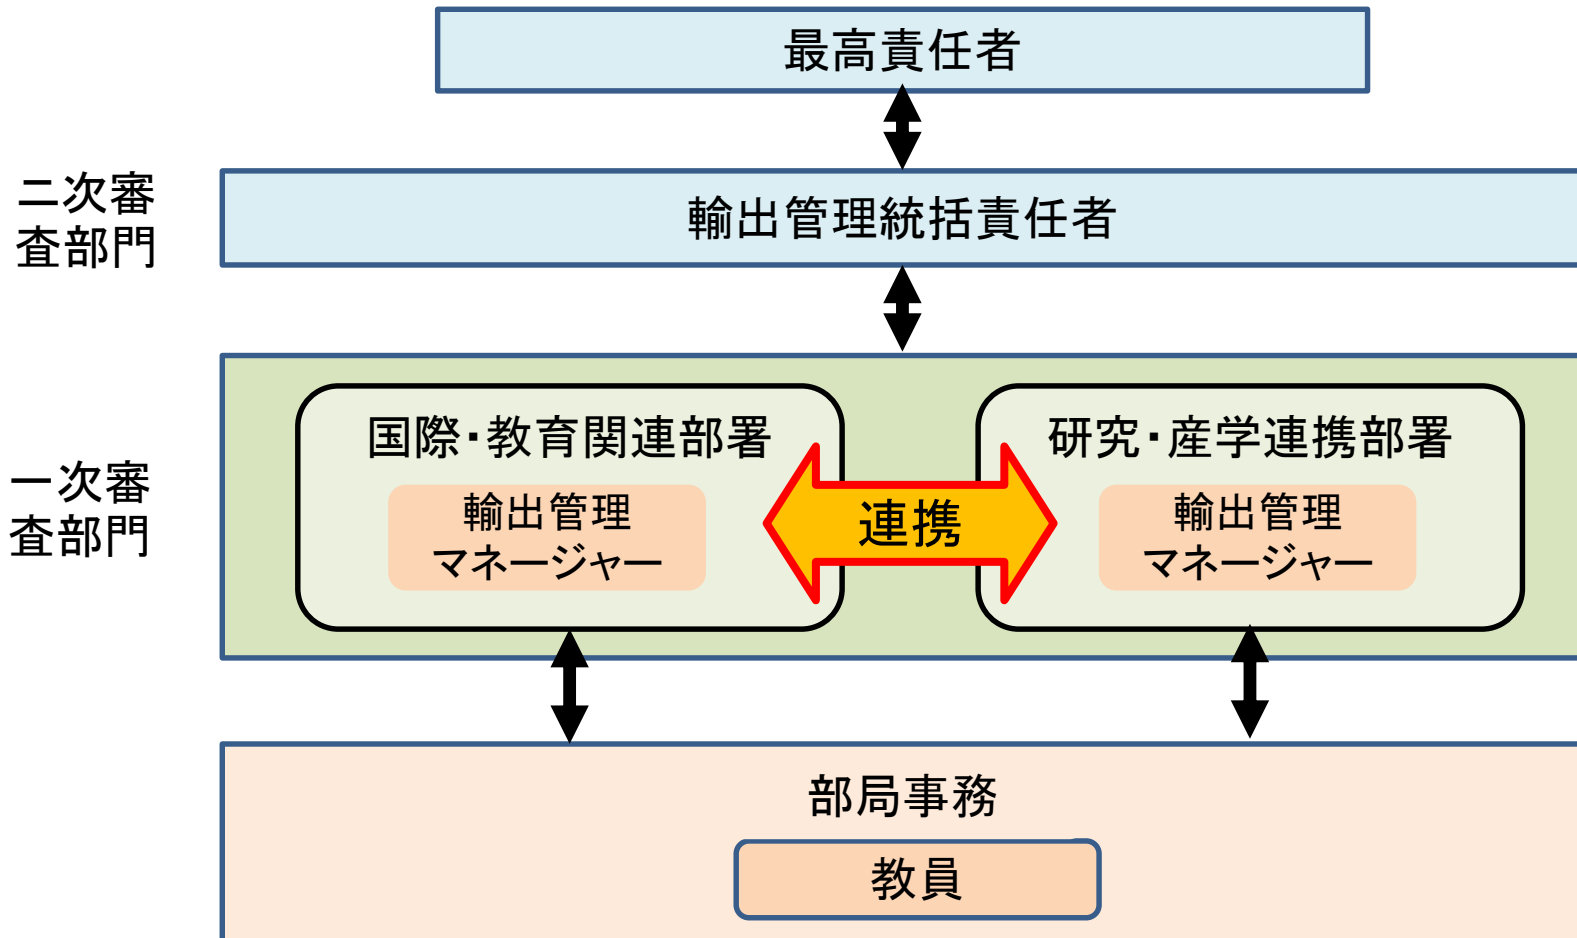 最高責任者
二次審
査部門
輸出管理統括責任者
一次審
査部門
国際・教育関連部署
輸出管理
マネージャー
連携
研究・産学連携部署
輸出管理
マネージャー
部局事務
教員